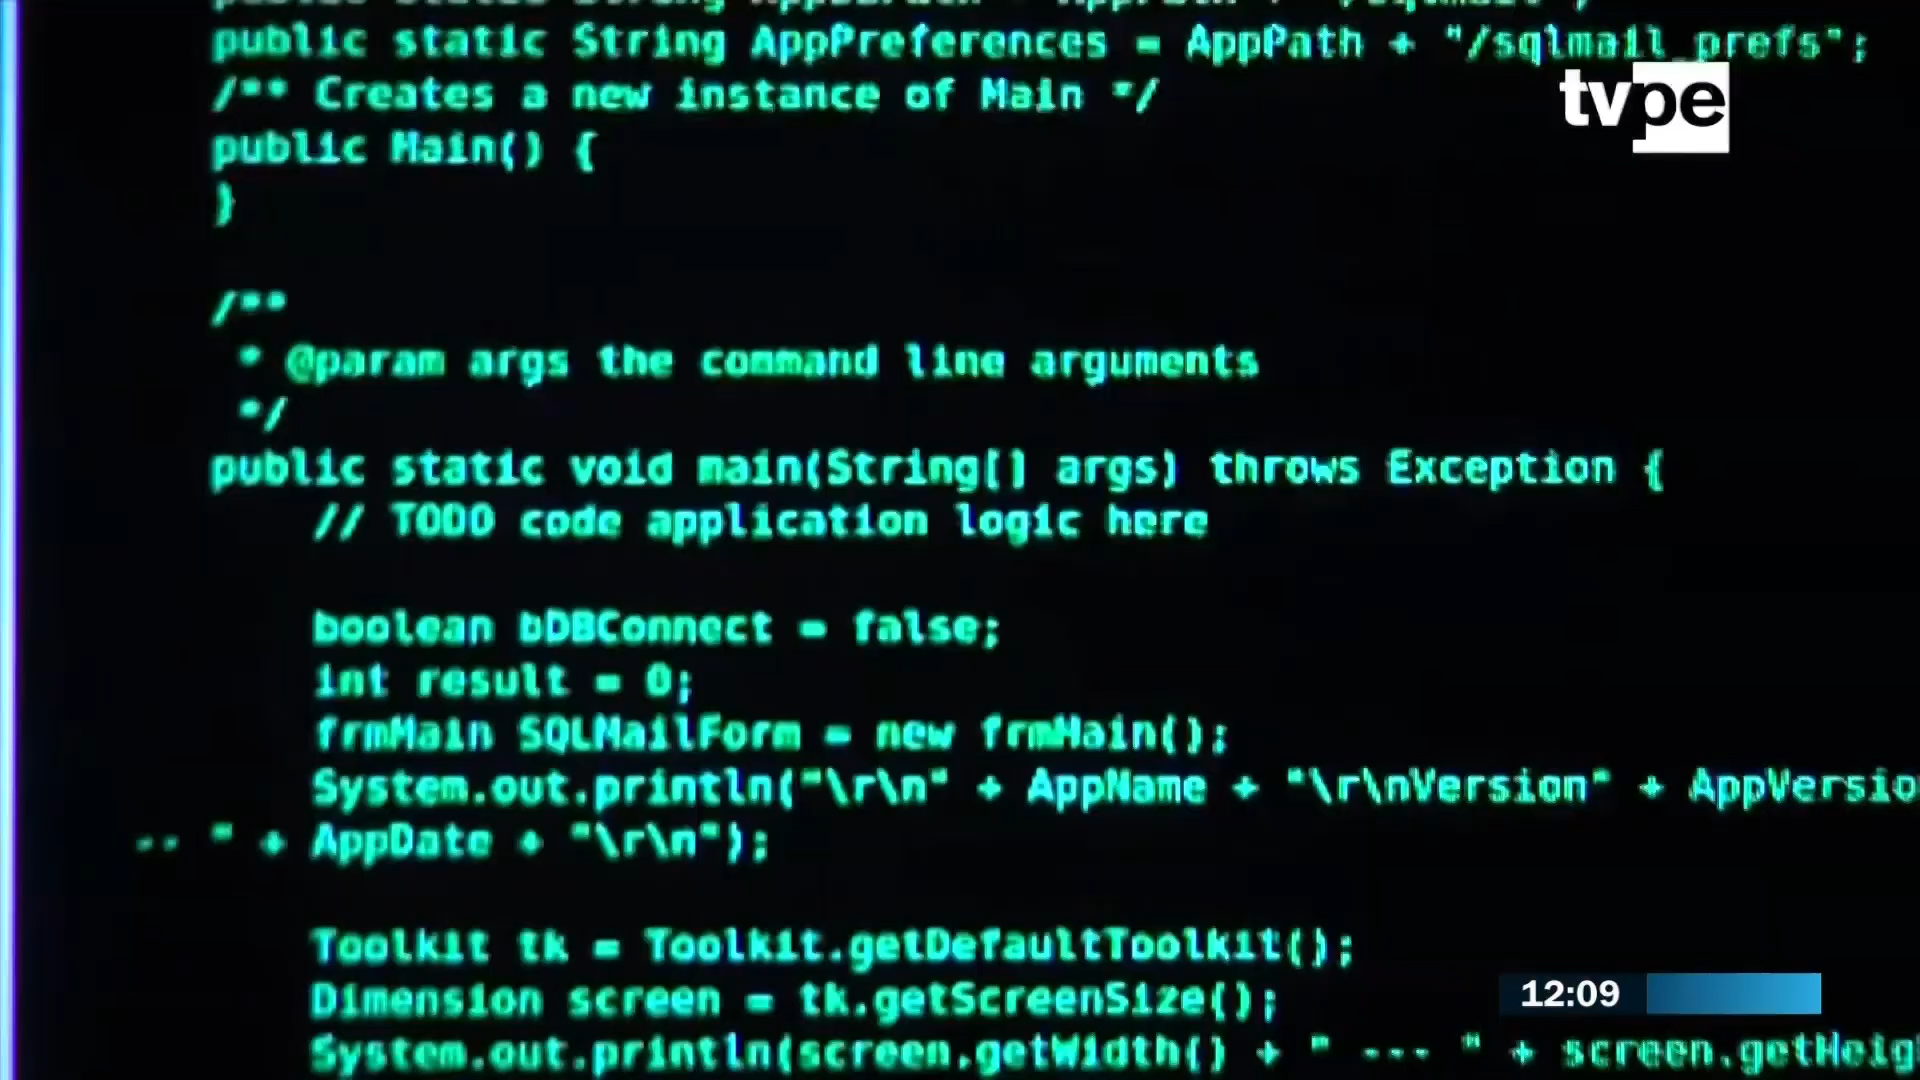 public static String AppPreferences = AppPath + "/sqlmail_prefs";
/** Creates a new instance of Main */
public Main() {
}
/**
* @param args the command line arguments
*/
public static void main(String[] args) throws Exception {
// TODO code application logic here
boolean bDBConnect = false;
int result = 0;
frmMain SQLMailForm = new frmMain();
System.out.println("\r\n" + AppName + "\r\nVersion" + AppVersio
-- " + AppDate + "\r\n");
Toolkit tk = Toolkit.getDefaultToolkit();
Dimension screen = tk.getScreenSize();
System.out.println(screen.getWidth() + " --- " + screen.getHeig
tvpe
12:09